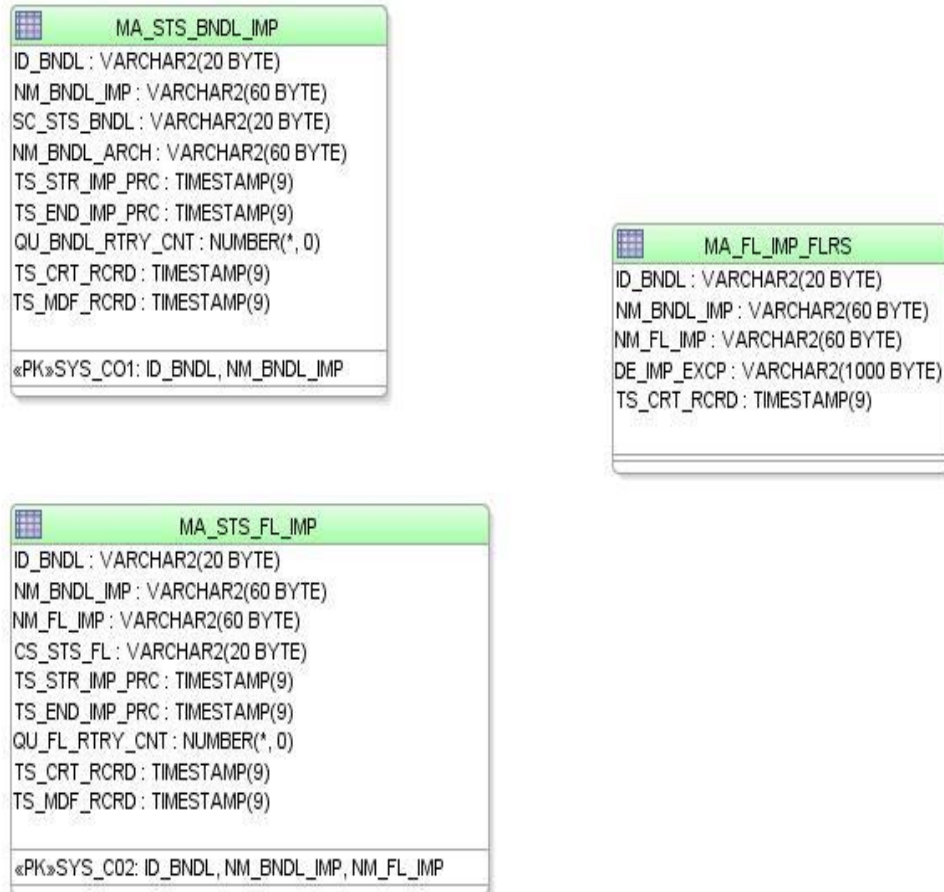 MA_STS_BNDL_IMP
ID_BNDL : VARCHAR2(20 BYTE)
NM_BNDL_IMP : VARCHAR2(60 BYTE)
SC_STS_BNDL : VARCHAR2(20 BYTE)
NM_BNDL_ARCH : VARCHAR2(60 BYTE)
TS_STR_IMP_PRC : TIMESTAMP(9)
TS_END_IMP_PRC : TIMESTAMP(9)
QU_BNDL_RTRY_CNT : NUMBER(*, 0)
TS_CRT_RCRD : TIMESTAMP(9)
TS_MDF_RCRD : TIMESTAMP(9)
«PK»SYS_CO1: ID_BNDL, NM_BNDL_IMP
MA_FL_IMP_FLRS
ID_BNDL : VARCHAR2(20 BYTE)
NM_BNDL_IMP : VARCHAR2(60 BYTE)
NM_FL_IMP : VARCHAR2(60 BYTE)
DE_IMP_EXCP : VARCHAR2(1000 BYTE)
TS_CRT_RCRD : TIMESTAMP(9)
MA_STS_FL_IMP
ID_BNDL : VARCHAR2(20 BYTE)
NM_BNDL_IMP : VARCHAR2(60 BYTE)
NM_FL_IMP : VARCHAR2(60 BYTE)
CS_STS_FL : VARCHAR2(20 BYTE)
TS_STR_IMP_PRC : TIMESTAMP(9)
TS_END_IMP_PRC : TIMESTAMP(9)
QU_FL_RTRY_CNT : NUMBER(*, 0)
TS_CRT_RCRD : TIMESTAMP(9)
TS_MDF_RCRD : TIMESTAMP(9)
«PK»SYS_C02: ID_BNDL, NM_BNDL_IMP, NM_FL_IMP